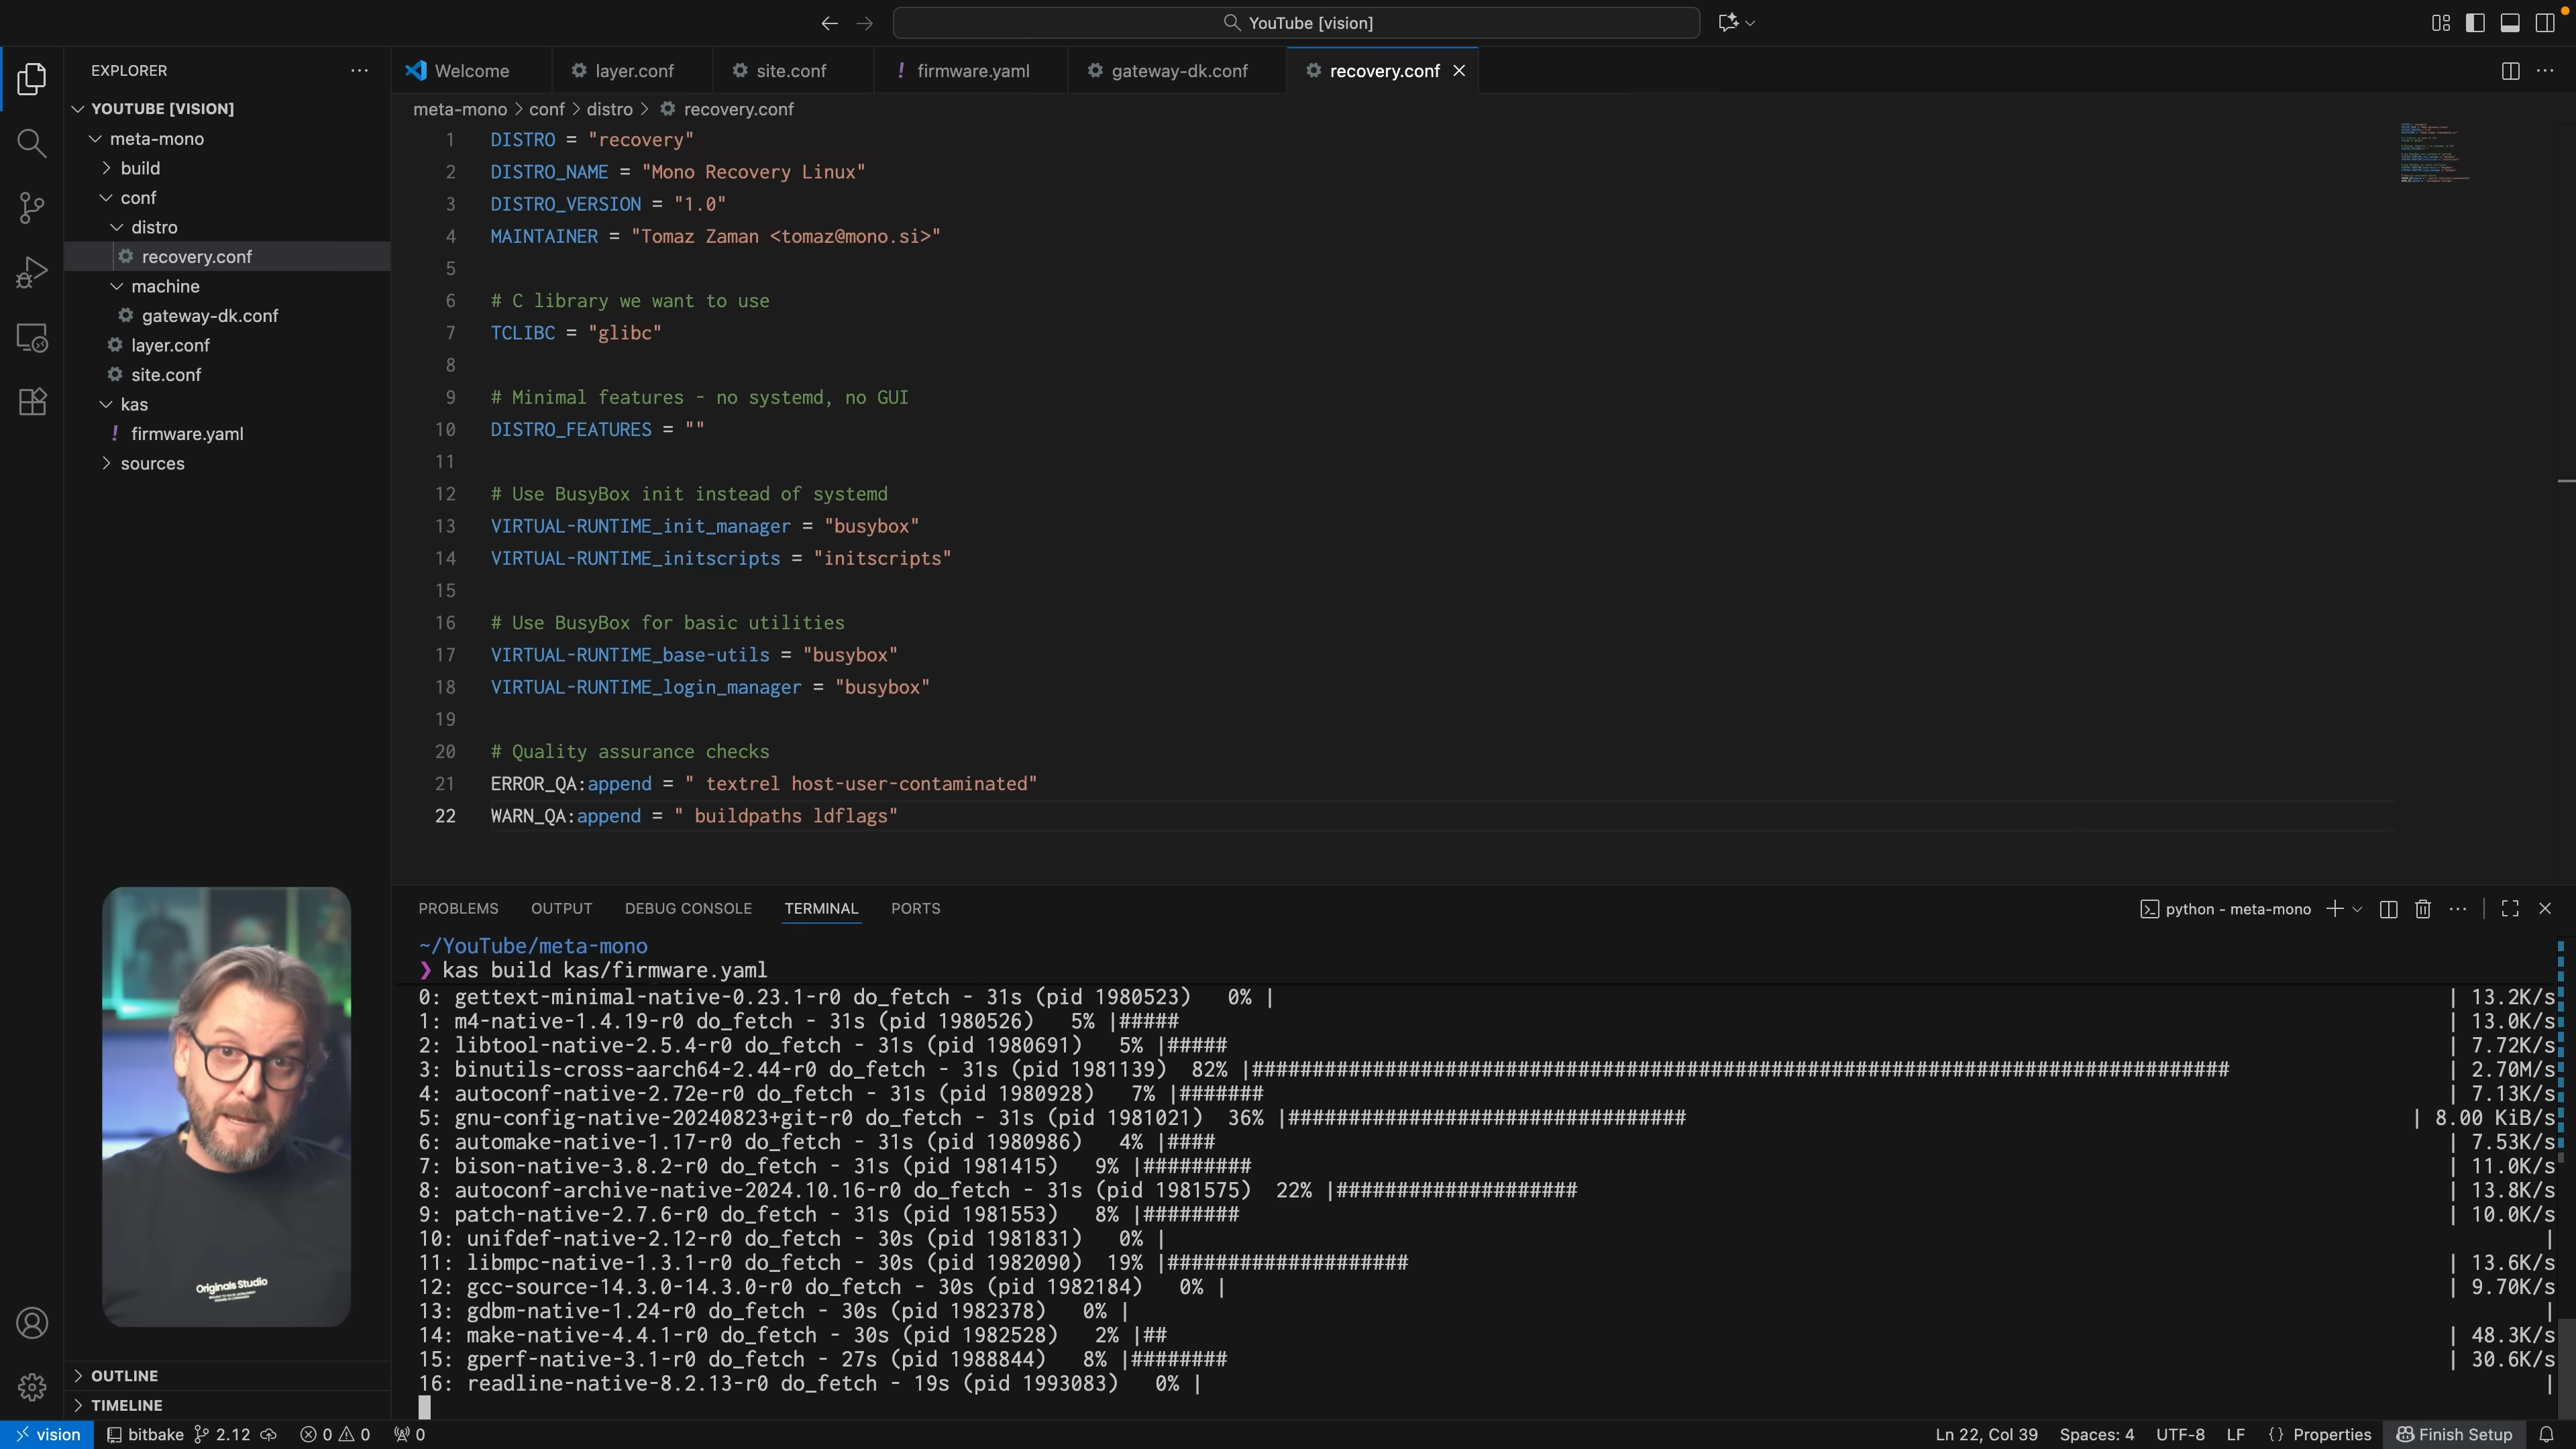 YouTube [vision]
EXPLORER
YOUTUBE [VISION]
meta-mono
build
conf
distro
recovery.conf
machine
gateway-dk.conf
layer.conf
site.conf
kas
! firmware.yaml
sources
OUTLINE
TIMELINE
Welcome
layer.conf
site.conf
! firmware.yaml
gateway-dk.conf
recovery.conf
meta-mono > conf > distro > recovery.conf
1 DISTRO = "recovery"
2 DISTRO_NAME = "Mono Recovery Linux"
3 DISTRO_VERSION = "1.0"
4 MAINTAINER = "Tomaz Zaman <tomaz@mono.si>"
5
6 # C library we want to use
7 TCLIBC = "glibc"
8
9 # Minimal features - no systemd, no GUI
10 DISTRO_FEATURES = ""
11
12 # Use BusyBox init instead of systemd
13 VIRTUAL-RUNTIME_init_manager = "busybox"
14 VIRTUAL-RUNTIME_initscripts = "initscripts"
15
16 # Use BusyBox for basic utilities
17 VIRTUAL-RUNTIME_base-utils = "busybox"
18 VIRTUAL-RUNTIME_login_manager = "busybox"
19
20 # Quality assurance checks
21 ERROR_QA:append = " textrel host-user-contaminated"
22 WARN_QA:append = " buildpaths ldflags"
PROBLEMS OUTPUT DEBUG CONSOLE TERMINAL PORTS
python - meta-mono
~/YouTube/meta-mono
❯ kas build kas/firmware.yaml
0: gettext-minimal-native-0.23.1-r0 do_fetch - 31s (pid 1980523) 0% | | 13.2K/s
1: m4-native-1.4.19-r0 do_fetch - 31s (pid 1980526) 5% |##### | 13.0K/s
2: libtool-native-2.5.4-r0 do_fetch - 31s (pid 1980691) 5% |##### | 7.72K/s
3: binutils-cross-aarch64-2.44-r0 do_fetch - 31s (pid 1981139) 82% |################################################################################# | 2.70M/s
4: autoconf-native-2.72e-r0 do_fetch - 31s (pid 1980928) 7% |####### | 7.13K/s
5: gnu-config-native-20240823+git-r0 do_fetch - 31s (pid 1981021) 36% |################################# | 8.00 KiB/s
6: automake-native-1.17-r0 do_fetch - 31s (pid 1980986) 4% |#### | 7.53K/s
7: bison-native-3.8.2-r0 do_fetch - 31s (pid 1981415) 9% |######### | 11.0K/s
8: autoconf-archive-native-2024.10.16-r0 do_fetch - 31s (pid 1981575) 22% |#################### | 13.8K/s
9: patch-native-2.7.6-r0 do_fetch - 31s (pid 1981553) 8% |######## | 10.0K/s
10: unifdef-native-2.12-r0 do_fetch - 30s (pid 1981831) 0% | |
11: libmpc-native-1.3.1-r0 do_fetch - 30s (pid 1982090) 19% |#################### | 13.6K/s
12: gcc-source-14.3.0-14.3.0-r0 do_fetch - 30s (pid 1982184) 0% | | 9.70K/s
13: gdbm-native-1.24-r0 do_fetch - 30s (pid 1982378) 0% | |
14: make-native-4.4.1-r0 do_fetch - 30s (pid 1982528) 2% |## | 48.3K/s
15: gperf-native-3.1-r0 do_fetch - 27s (pid 1988844) 8% |######## | 30.6K/s
16: readline-native-8.2.13-r0 do_fetch - 19s (pid 1993083) 0% | |
Originals Studio
vision bitbake 2.12 0 0 0
Ln 22, Col 39 Spaces: 4 UTF-8 LF {} Properties Finish Setup